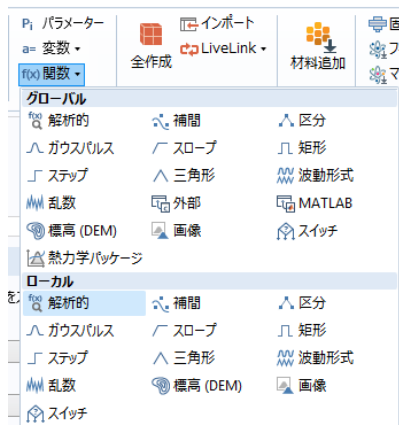 Pi パラメーター
インポート
a= 変数
全作成
LiveLink
材料追加
f(x) 関数
グローバル
解析的 補間 区分
ガウスパルス スロープ 矩形
ステップ 三角形 波動形式
乱数 外部 MATLAB
標高 (DEM) 画像 スイッチ
熱力学パッケージ
ローカル
解析的 補間 区分
ガウスパルス スロープ 矩形
ステップ 三角形 波動形式
乱数 標高 (DEM) 画像
スイッチ